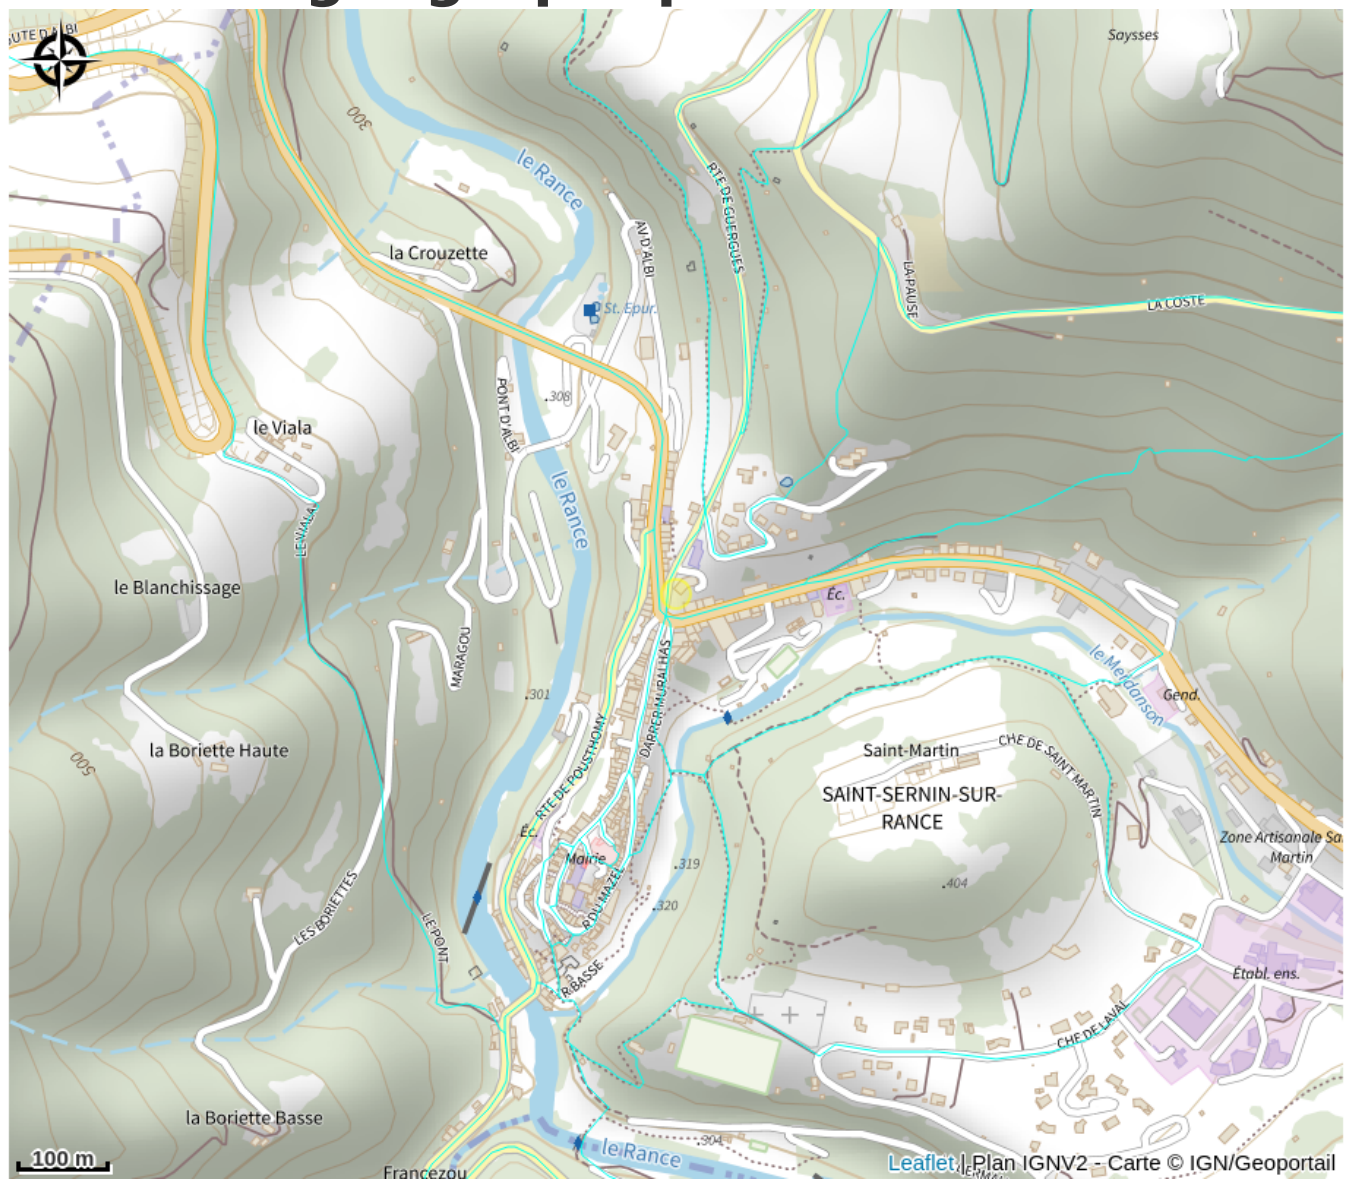 Saysses
300
le Rance
RTE DE GUERGUES
AV D'ALBI
la Crouzette
LA PAUSE
LA COSTE
St. Epur.
PONT D'ALBI
.308
le Viala
le Rance
LE VIALA
le Blanchissage
Éc.
MARAGOU
DARRER MURALHAS
le Merdanson
Gend.
.301
la Boriette Haute
500
Saint-Martin
CHE DE SAINT MARTIN
SAINT-SERNIN-SUR-
RANCE
RTE DE POUSTHOMY
Éc.
Mairie
.319
Zone Artisanale Sa
Martin
.404
R DU MAZEL
.320
LES BORIETTES
LE PONT
R BASSE
Établ. ens.
CHE DE LAVAL
la Boriette Basse
.304
le Rance
100 m
Francezou
Leaflet | Plan IGNV2 - Carte © IGN/Geoportail